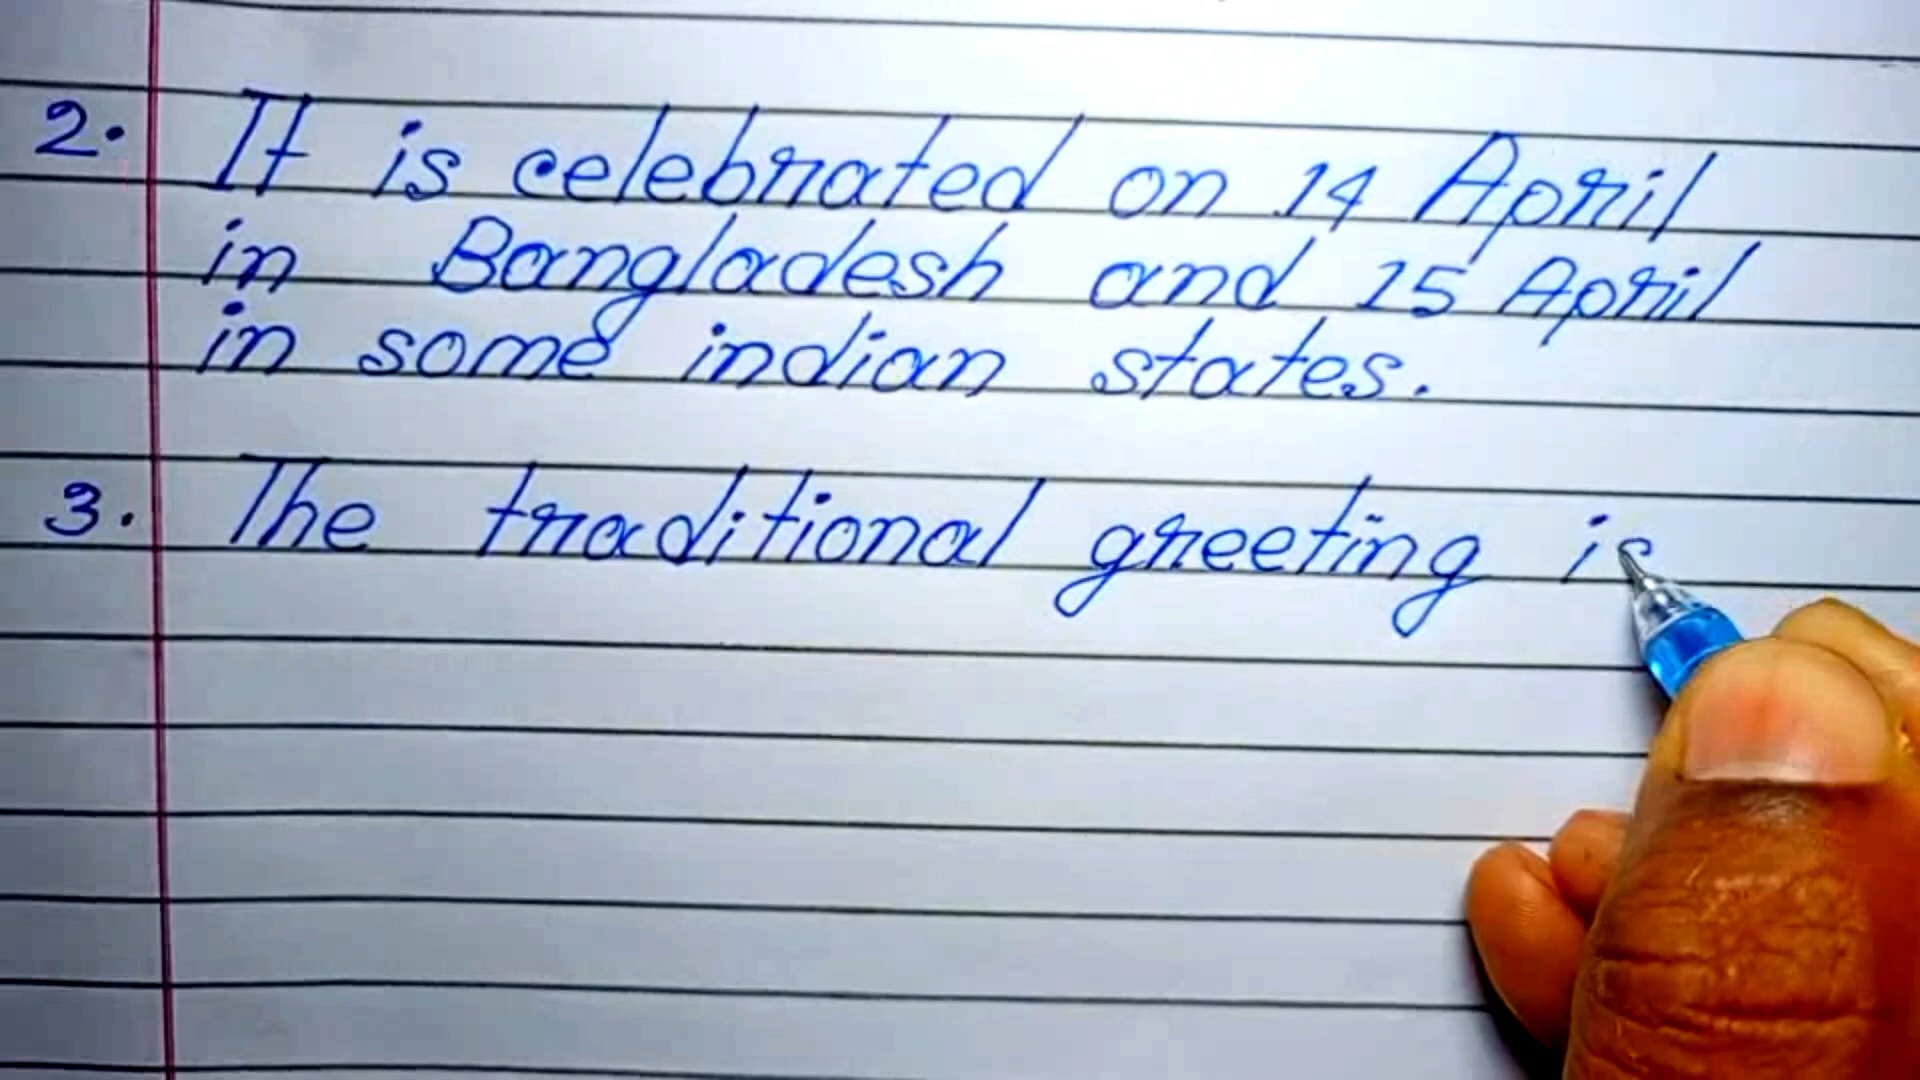 2. It is celebrated on 14 April
in Bangladesh and 15 April
in some indian states.
3. The traditional greeting is